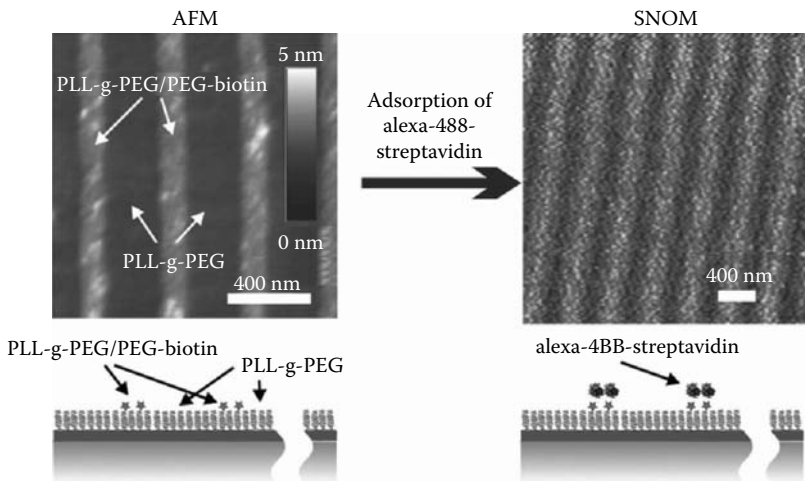 AFM
SNOM
PLL-g-PEG/PEG-biotin
5 nm
0 nm
PLL-g-PEG
400 nm
Adsorption of
alexa-488-
streptavidin
400 nm
PLL-g-PEG/PEG-biotin
PLL-g-PEG
alexa-4BB-streptavidin